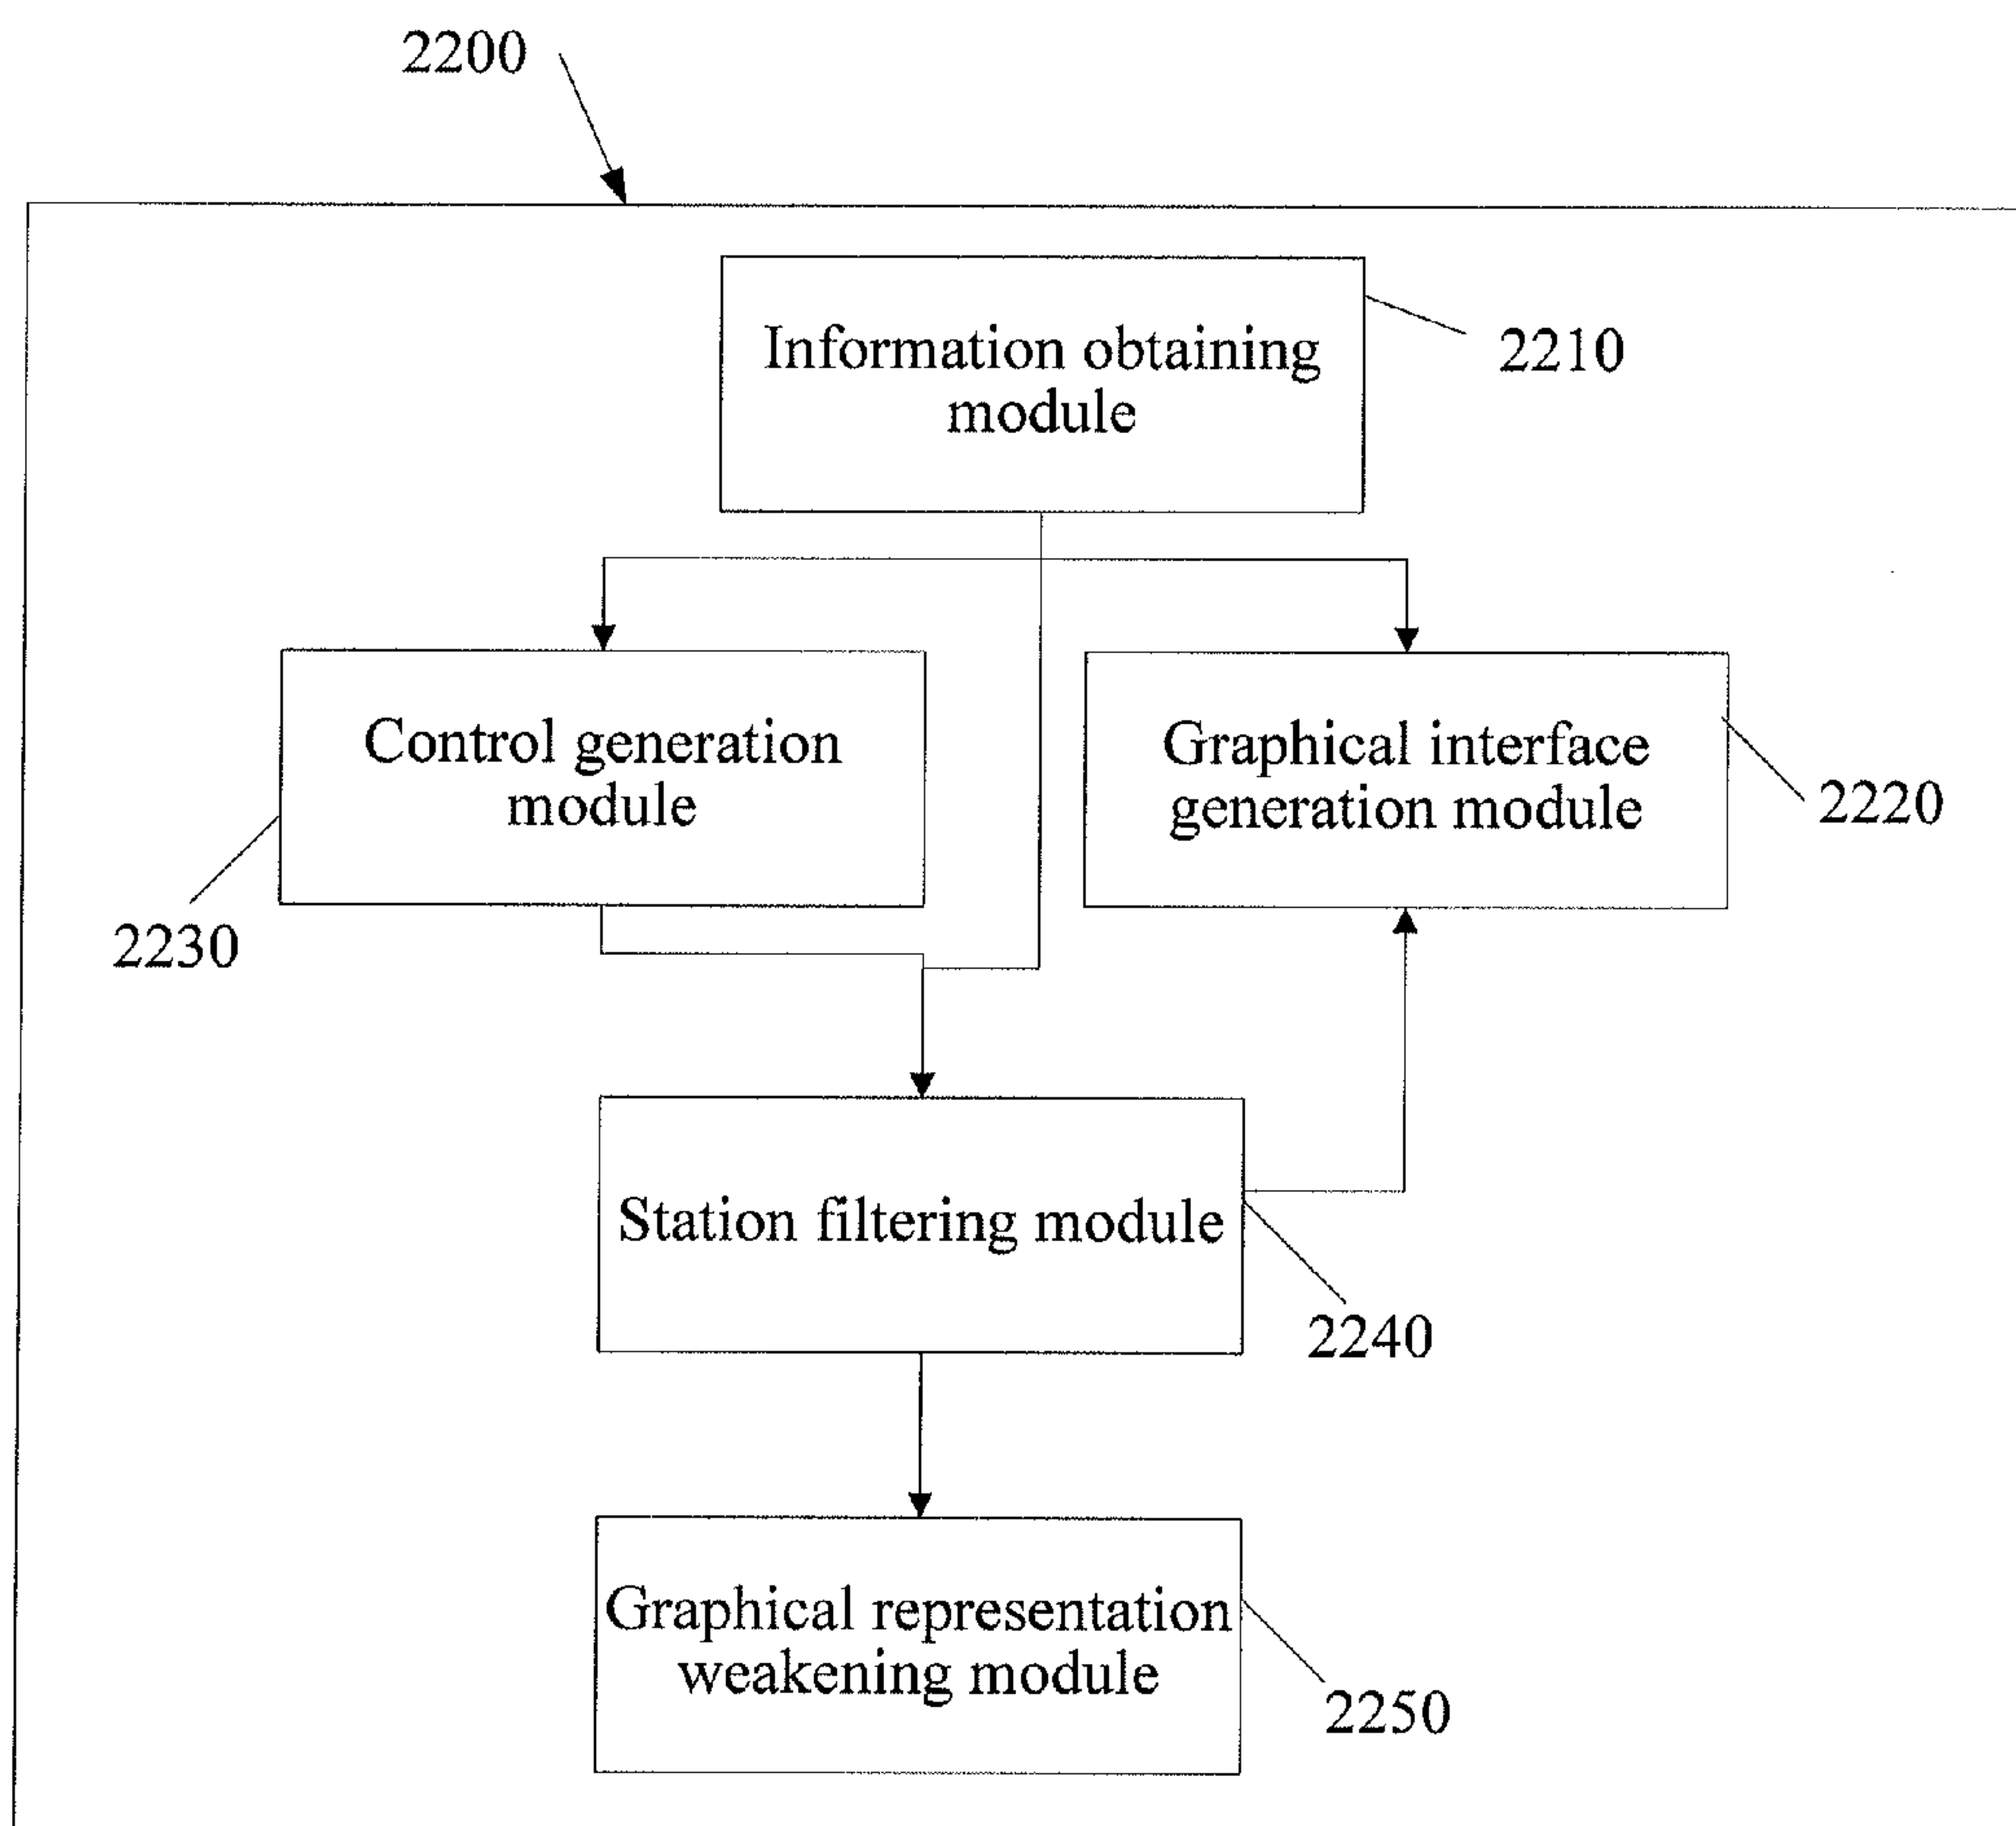 2200
Information obtaining
module
2210
Control generation
module
Graphical interface
generation module
2220
2230
Station filtering module
2240
Graphical representation
weakening module
2250